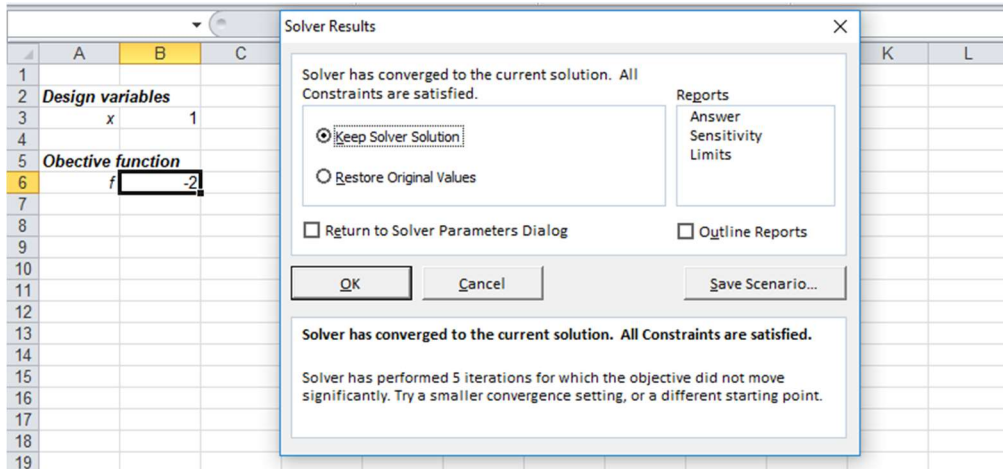 Solver Results
A B C K L
1
2 Design variables
3 x 1
4
5 Obective function
6 f -2
7
8
9
10
11
12
13
14
15
16
17
18
19
Solver has converged to the current solution. All
Constraints are satisfied.
Keep Solver Solution
Restore Original Values
Reports
Answer
Sensitivity
Limits
Return to Solver Parameters Dialog
Outline Reports
OK
Cancel
Save Scenario...
Solver has converged to the current solution. All Constraints are satisfied.
Solver has performed 5 iterations for which the objective did not move
significantly. Try a smaller convergence setting, or a different starting point.